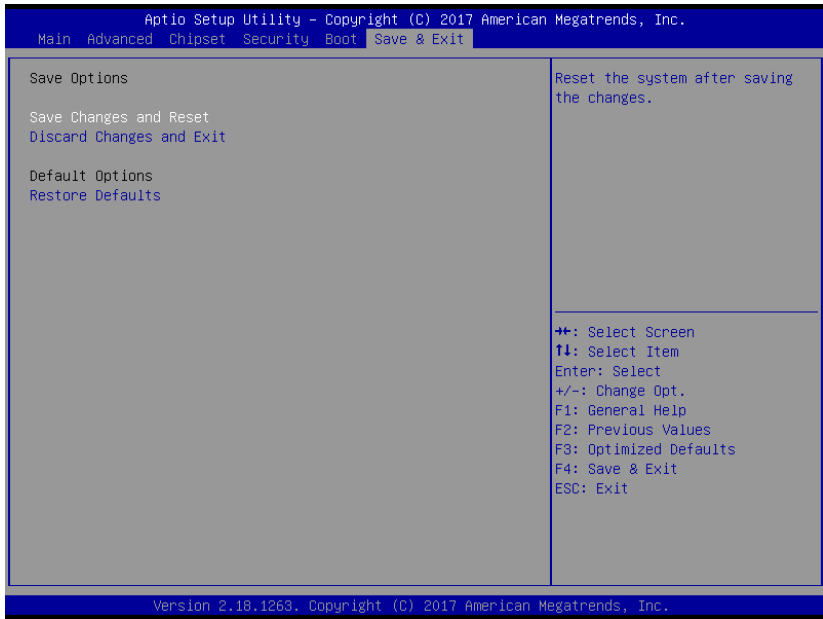 Aptio Setup Utility – Copyright (C) 2017 American Megatrends, Inc.
Main Advanced Chipset Security Boot Save & Exit
Save Options
Save Changes and Reset
Discard Changes and Exit
Default Options
Restore Defaults
Reset the system after saving
the changes.
→←: Select Screen
↑↓: Select Item
Enter: Select
+/-: Change Opt.
F1: General Help
F2: Previous Values
F3: Optimized Defaults
F4: Save & Exit
ESC: Exit
Version 2.18.1263. Copyright (C) 2017 American Megatrends, Inc.